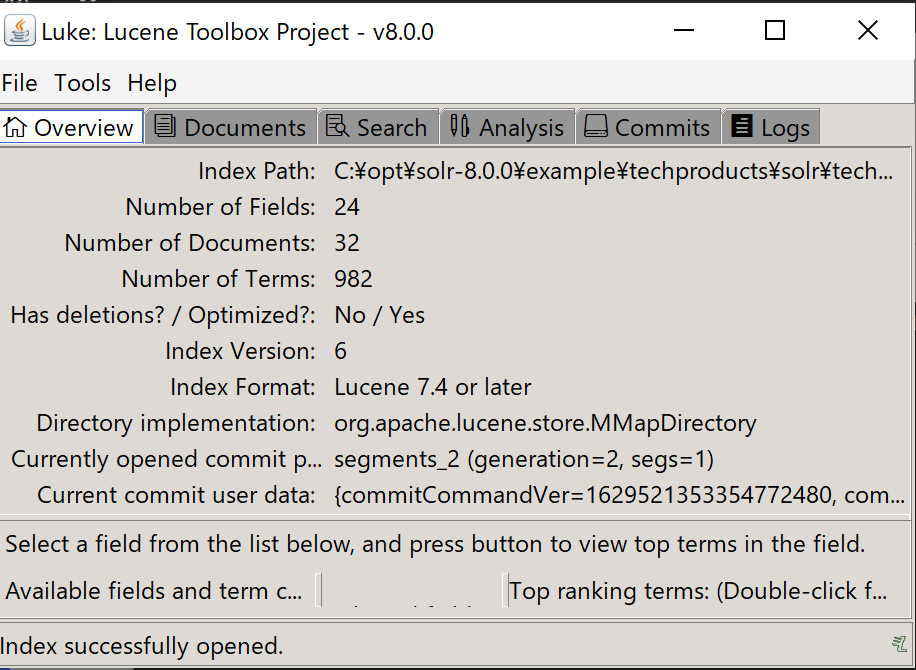 Luke: Lucene Toolbox Project - v8.0.0
File Tools Help
Overview Documents Search Analysis Commits Logs
Index Path: C:¥opt¥solr-8.0.0¥example¥techproducts¥solr¥tech...
Number of Fields: 24
Number of Documents: 32
Number of Terms: 982
Has deletions? / Optimized?: No / Yes
Index Version: 6
Index Format: Lucene 7.4 or later
Directory implementation: org.apache.lucene.store.MMapDirectory
Currently opened commit p... segments_2 (generation=2, segs=1)
Current commit user data: {commitCommandVer=1629521353354772480, com...
Select a field from the list below, and press button to view top terms in the field.
Available fields and term c... Top ranking terms: (Double-click f...
Index successfully opened.